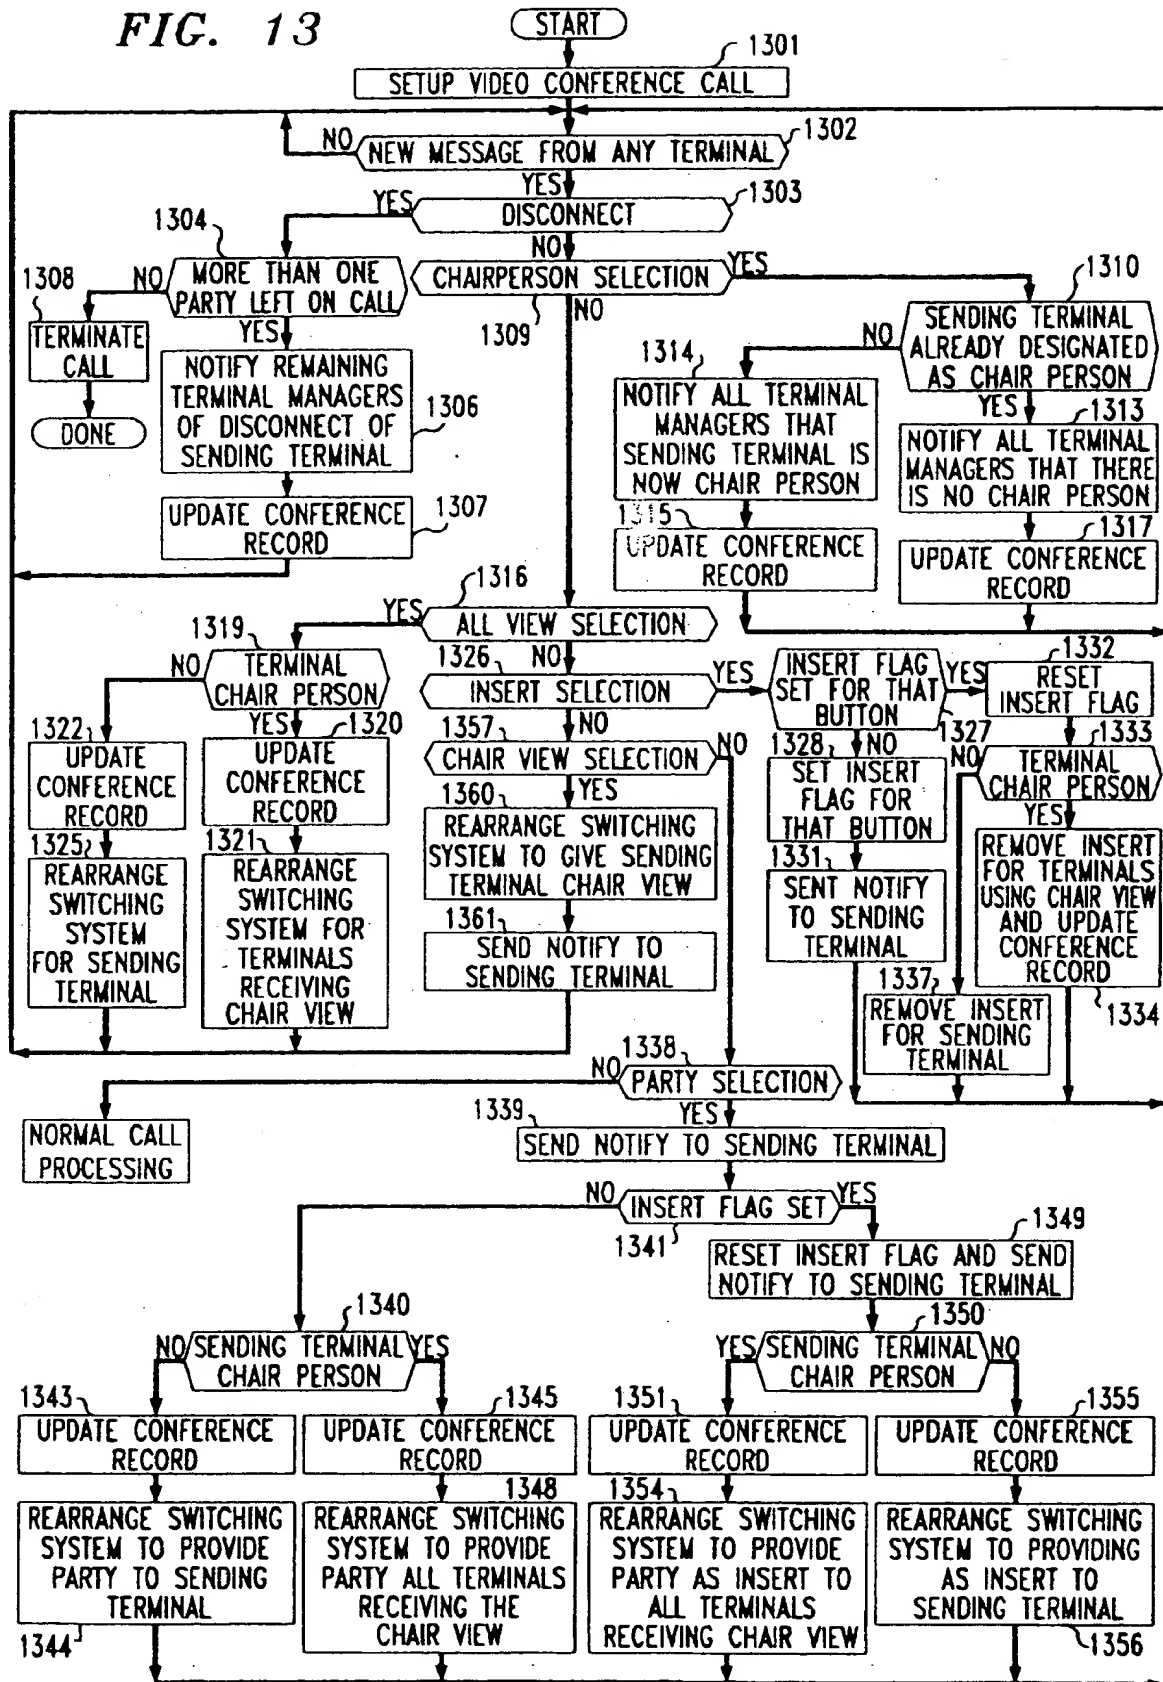 FIG. 13
START
1301
SETUP VIDEO CONFERENCE CALL
1302
NO
NEW MESSAGE FROM ANY TERMINAL
YES
1303
YES
DISCONNECT
1304
NO
1308
NO
MORE THAN ONE
PARTY LEFT ON CALL
CHAIRPERSON SELECTION
YES
1310
1309
NO
TERMINATE
CALL
YES
SENDING TERMINAL
ALREADY DESIGNATED
AS CHAIR PERSON
NO
1314
NOTIFY REMAINING
TERMINAL MANAGERS
OF DISCONNECT OF
SENDING TERMINAL
1306
DONE
NOTIFY ALL TERMINAL
MANAGERS THAT
SENDING TERMINAL IS
NOW CHAIR PERSON
YES
1313
NOTIFY ALL TERMINAL
MANAGERS THAT THERE
IS NO CHAIR PERSON
UPDATE CONFERENCE
RECORD
1307
1315
UPDATE CONFERENCE
RECORD
1317
UPDATE CONFERENCE
RECORD
1316
YES
ALL VIEW SELECTION
1319
NO
TERMINAL
CHAIR PERSON
1326
NO
INSERT SELECTION
YES
INSERT FLAG
SET FOR THAT
BUTTON
1327
YES
1332
RESET
INSERT FLAG
1322
UPDATE
CONFERENCE
RECORD
YES
1320
UPDATE
CONFERENCE
RECORD
1357
NO
CHAIR VIEW SELECTION
NO
1328
NO
SET INSERT
FLAG FOR
THAT BUTTON
1333
NO
TERMINAL
CHAIR PERSON
1360
YES
REARRANGE SWITCHING
SYSTEM TO GIVE SENDING
TERMINAL CHAIR VIEW
YES
REMOVE INSERT
FOR TERMINALS
USING CHAIR VIEW
AND UPDATE
CONFERENCE
RECORD
1334
1325
REARRANGE
SWITCHING
SYSTEM
FOR SENDING
TERMINAL
1321
REARRANGE
SWITCHING
SYSTEM FOR
TERMINALS
RECEIVING
CHAIR VIEW
1331
SENT NOTIFY
TO SENDING
TERMINAL
1361
SEND NOTIFY TO
SENDING TERMINAL
1337
REMOVE INSERT
FOR SENDING
TERMINAL
1338
NO
PARTY SELECTION
NORMAL CALL
PROCESSING
1339
YES
SEND NOTIFY TO SENDING TERMINAL
NO
INSERT FLAG SET
YES
1341
1349
RESET INSERT FLAG AND SEND
NOTIFY TO SENDING TERMINAL
1340
NO
SENDING TERMINAL
CHAIR PERSON
YES
1350
YES
SENDING TERMINAL
CHAIR PERSON
NO
1343
UPDATE CONFERENCE
RECORD
1345
UPDATE CONFERENCE
RECORD
1351
UPDATE CONFERENCE
RECORD
1355
UPDATE CONFERENCE
RECORD
REARRANGE SWITCHING
SYSTEM TO PROVIDE
PARTY TO SENDING
TERMINAL
1344
1348
REARRANGE SWITCHING
SYSTEM TO PROVIDE
PARTY ALL TERMINALS
RECEIVING THE
CHAIR VIEW
1354
REARRANGE SWITCHING
SYSTEM TO PROVIDE
PARTY AS INSERT TO
ALL TERMINALS
RECEIVING CHAIR VIEW
REARRANGE SWITCHING
SYSTEM TO PROVIDING
AS INSERT TO
SENDING TERMINAL
1356